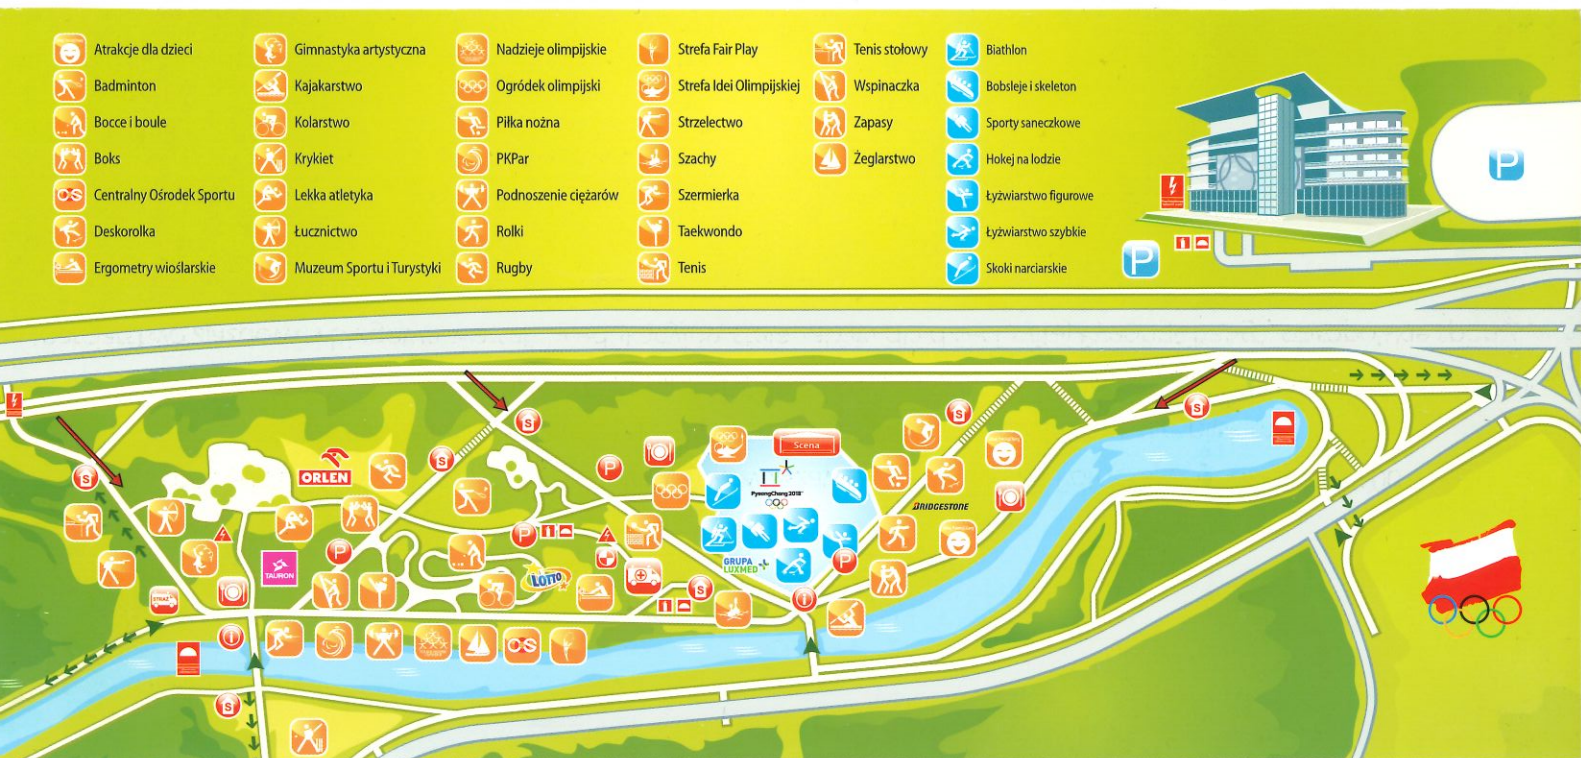 Atrakcje dla dzieci
Badminton
Bocce i boule
Boks
Centralny Ośrodek Sportu
Deskorolka
Ergometry wioślarskie
Gimnastyka artystyczna
Kajakarstwo
Kolarstwo
Krykiet
Lekka atletyka
Łucznictwo
Muzeum Sportu i Turystyki
Nadzieje olimpijskie
Ogródek olimpijski
Piłka nożna
PKPar
Podnoszenie ciężarów
Rolki
Rugby
Strefa Fair Play
Strefa Idei Olimpijskiej
Strzelectwo
Szachy
Szermierka
Taekwondo
Tenis
Tenis stołowy
Wspinaczka
Zapasy
Żeglarstwo
Biathlon
Bobsleje i skeleton
Sporty saneczkowe
Hokej na lodzie
Łyżwiarstwo figurowe
Łyżwiarstwo szybkie
Skoki narciarskie
P
P
S
S
S
S
ORLEN
S
P
Scena
PyeongChang 2018
BRIDGESTONE
P
P
P
TAURON
LOTTO
GRUPA
LUXMED
STRAŻ
S
i
i
S